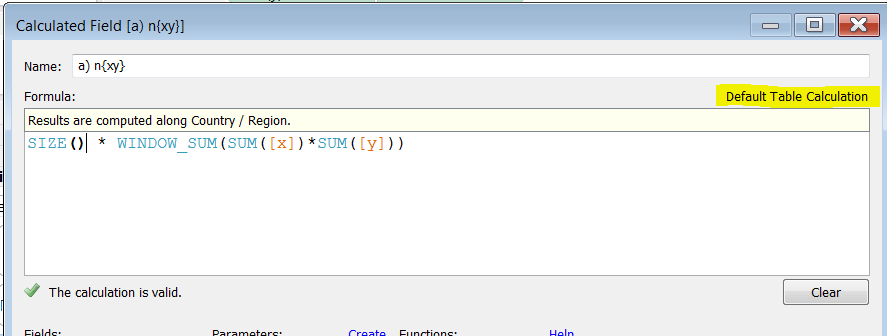 Calculated Field [a) n{xy}]
Name: a) n{xy}
Formula: Default Table Calculation
Results are computed along Country / Region.
SIZE() * WINDOW_SUM(SUM([x])*SUM([y]))
The calculation is valid. Clear
Fields: Parameters: Create Functions: Help